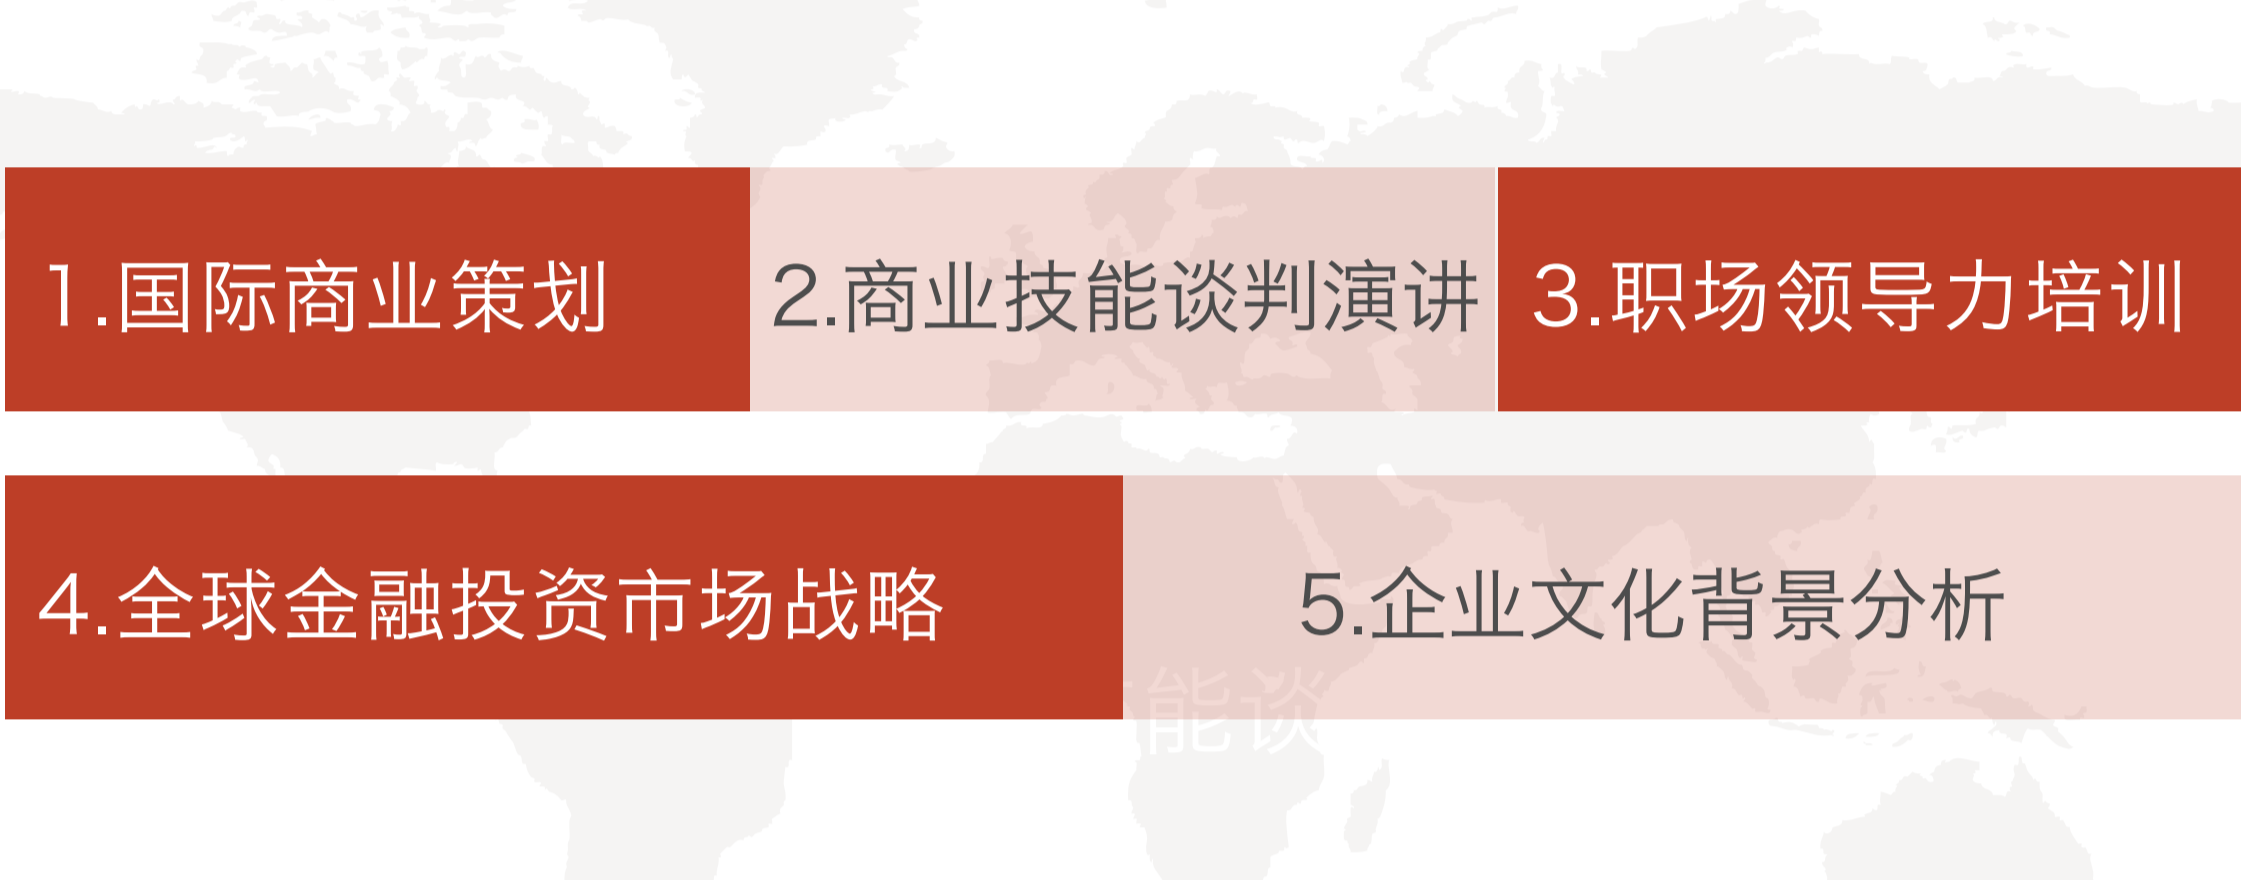 1.国际商业策划
2.商业技能谈判演讲
3.职场领导力培训
4.全球金融投资市场战略
5.企业文化背景分析
能谈